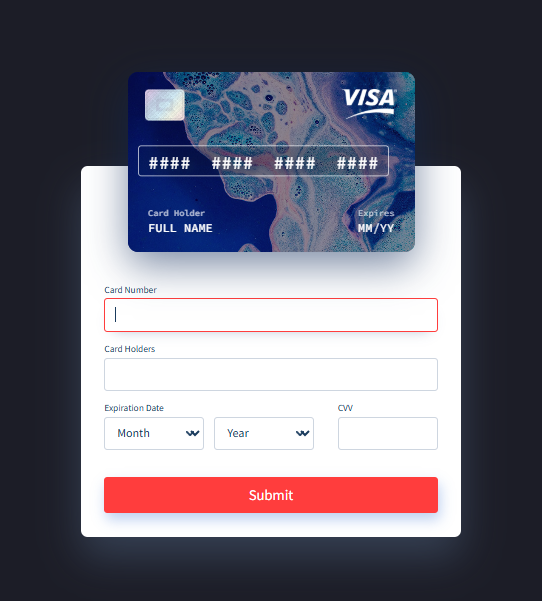 VISA
#### #### #### ####
Card Holder Expires
FULL NAME MM/YY
Card Number
Card Holders
Expiration Date CVV
Month Year
Submit